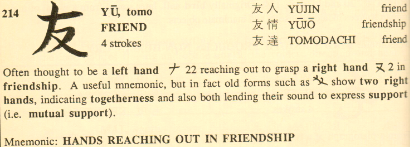 214 友 YŪ, tomo 友人 YŪJIN friend
FRIEND 友情 YŪJŌ friendship
4 strokes 友達 TOMODACHI friend
Often thought to be a left hand ナ 22 reaching out to grasp a right hand 又 2 in
friendship. A useful mnemonic, but in fact old forms such as show two right
hands, indicating togetherness and also both lending their sound to express support
(i.e. mutual support).
Mnemonic: HANDS REACHING OUT IN FRIENDSHIP